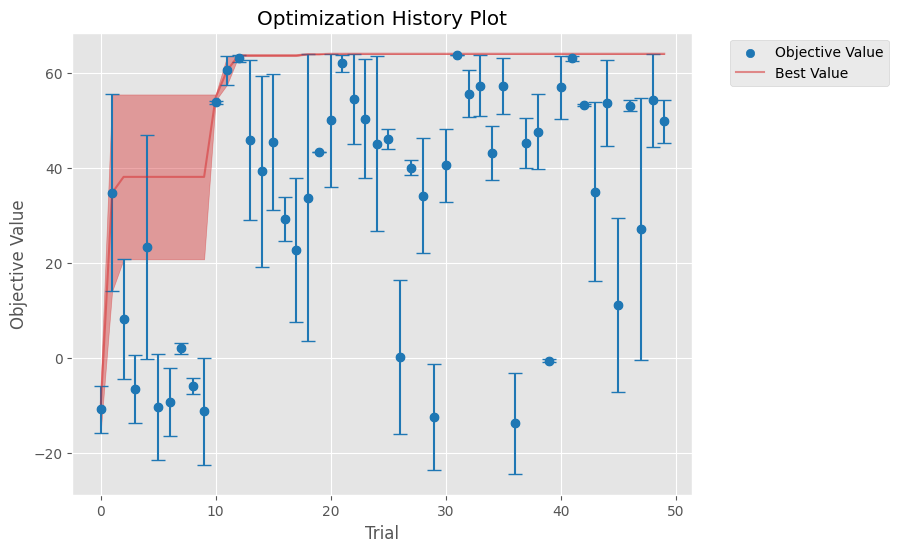 Optimization History Plot
Objective Value
Best Value
Objective Value
60
40
20
0
−20
0 10 20 30 40 50
Trial